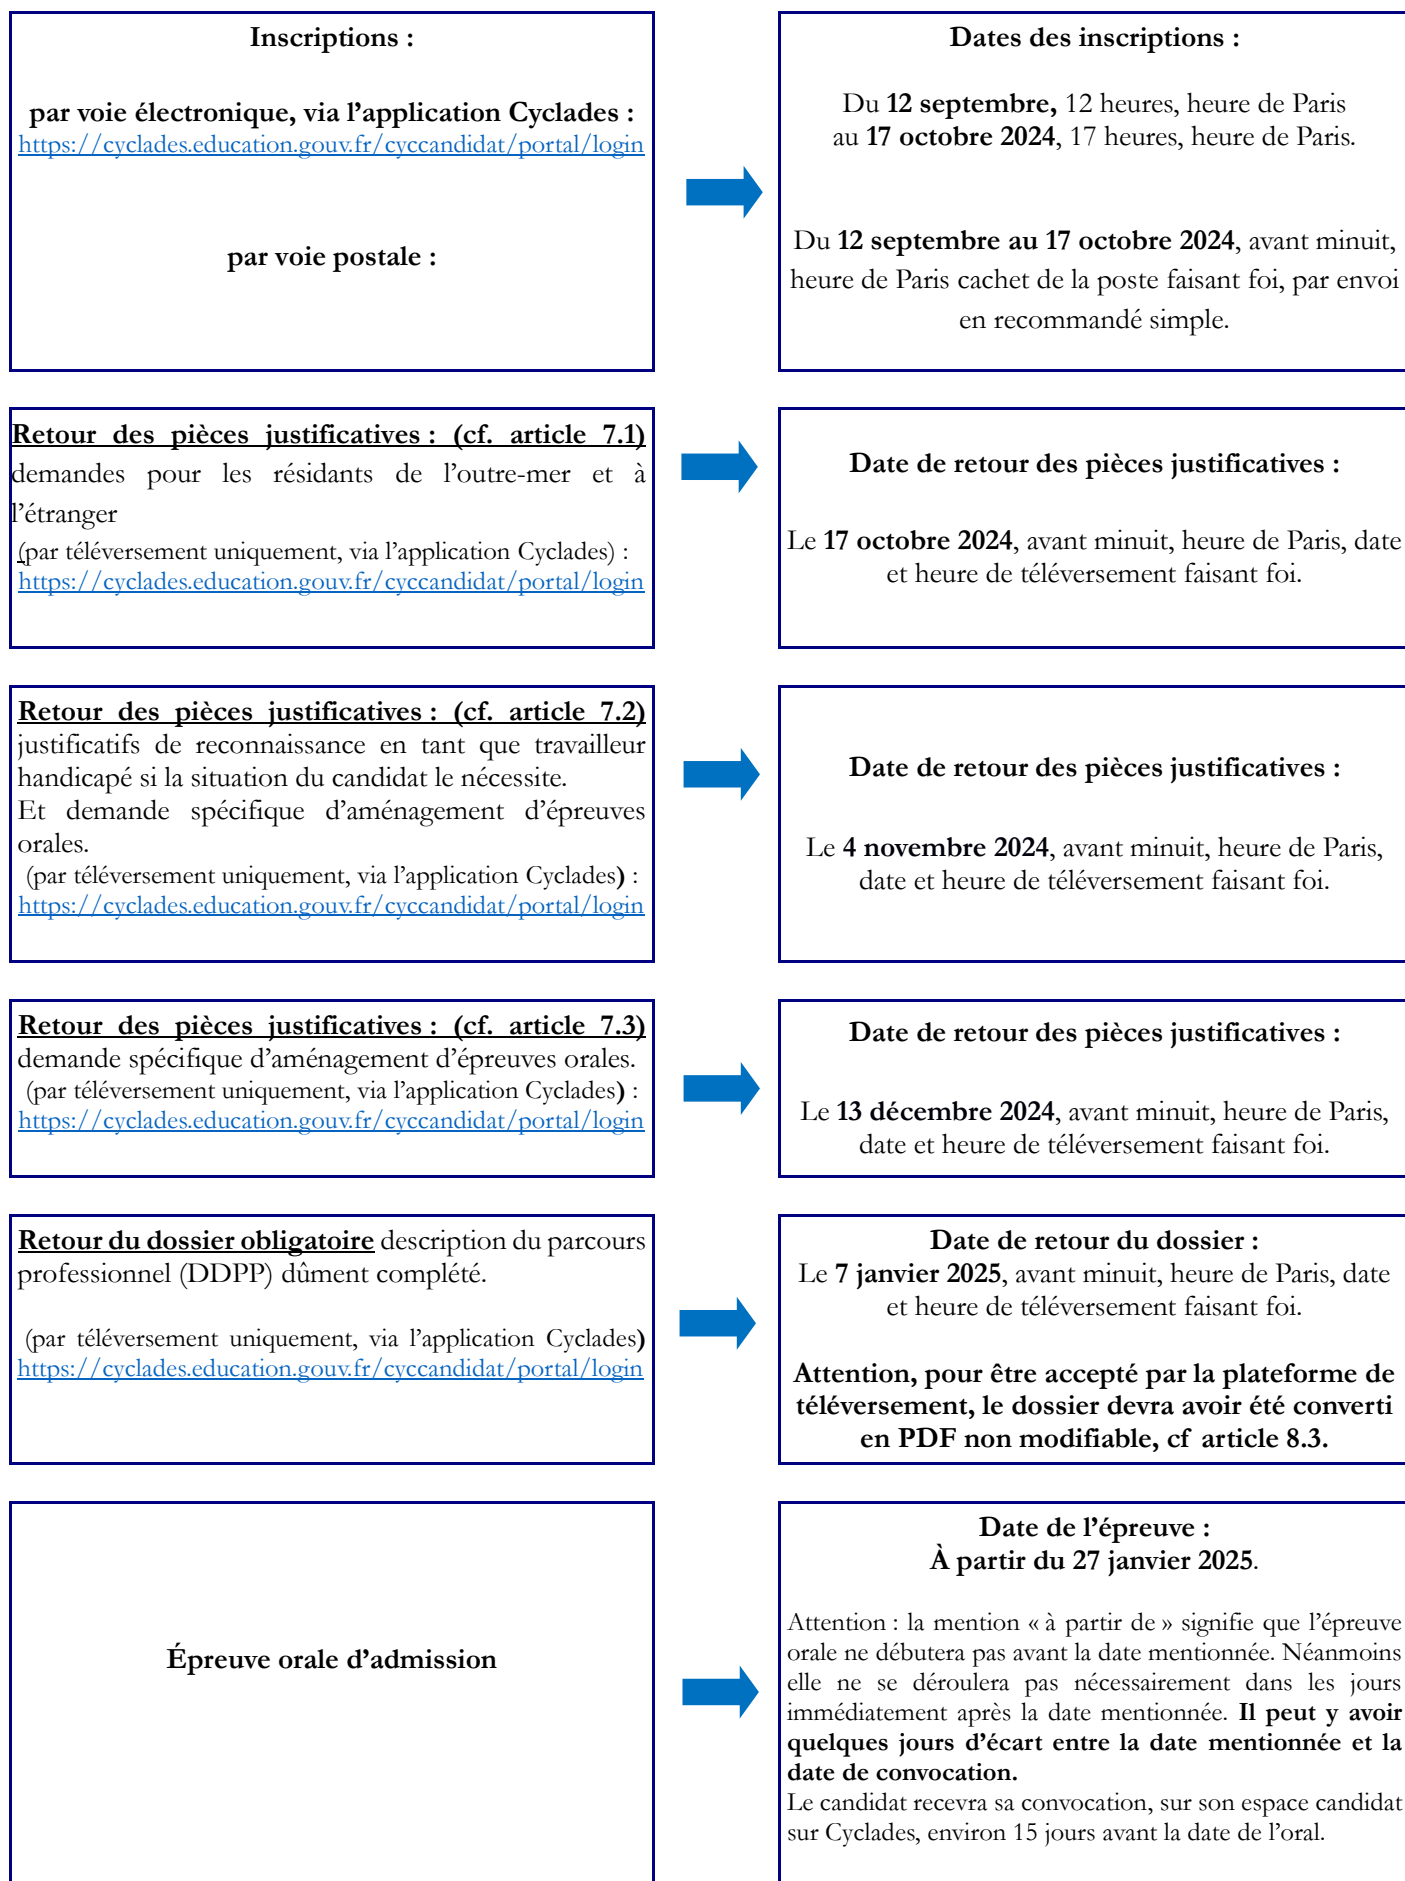 Inscriptions :
par voie électronique, via l’application Cyclades :
https://cyclades.education.gouv.fr/cyccandidat/portal/login
par voie postale :
Dates des inscriptions :
Du 12 septembre, 12 heures, heure de Paris
au 17 octobre 2024, 17 heures, heure de Paris.
Du 12 septembre au 17 octobre 2024, avant minuit,
heure de Paris cachet de la poste faisant foi, par envoi
en recommandé simple.
Retour des pièces justificatives : (cf. article 7.1)
demandes pour les résidants de l’outre-mer et à
l’étranger
(par téléversement uniquement, via l’application Cyclades) :
https://cyclades.education.gouv.fr/cyccandidat/portal/login
Date de retour des pièces justificatives :
Le 17 octobre 2024, avant minuit, heure de Paris, date
et heure de téléversement faisant foi.
Retour des pièces justificatives : (cf. article 7.2)
justificatifs de reconnaissance en tant que travailleur
handicapé si la situation du candidat le nécessite.
Et demande spécifique d’aménagement d’épreuves
orales.
(par téléversement uniquement, via l’application Cyclades) :
https://cyclades.education.gouv.fr/cyccandidat/portal/login
Date de retour des pièces justificatives :
Le 4 novembre 2024, avant minuit, heure de Paris,
date et heure de téléversement faisant foi.
Retour des pièces justificatives : (cf. article 7.3)
demande spécifique d’aménagement d’épreuves orales.
(par téléversement uniquement, via l’application Cyclades) :
https://cyclades.education.gouv.fr/cyccandidat/portal/login
Date de retour des pièces justificatives :
Le 13 décembre 2024, avant minuit, heure de Paris,
date et heure de téléversement faisant foi.
Retour du dossier obligatoire description du parcours
professionnel (DDPP) dûment complété.
(par téléversement uniquement, via l’application Cyclades)
https://cyclades.education.gouv.fr/cyccandidat/portal/login
Date de retour du dossier :
Le 7 janvier 2025, avant minuit, heure de Paris, date
et heure de téléversement faisant foi.
Attention, pour être accepté par la plateforme de
téléversement, le dossier devra avoir été converti
en PDF non modifiable, cf article 8.3.
Épreuve orale d’admission
Date de l’épreuve :
À partir du 27 janvier 2025.
Attention : la mention « à partir de » signifie que l’épreuve
orale ne débutera pas avant la date mentionnée. Néanmoins
elle ne se déroulera pas nécessairement dans les jours
immédiatement après la date mentionnée. Il peut y avoir
quelques jours d’écart entre la date mentionnée et la
date de convocation.
Le candidat recevra sa convocation, sur son espace candidat
sur Cyclades, environ 15 jours avant la date de l’oral.